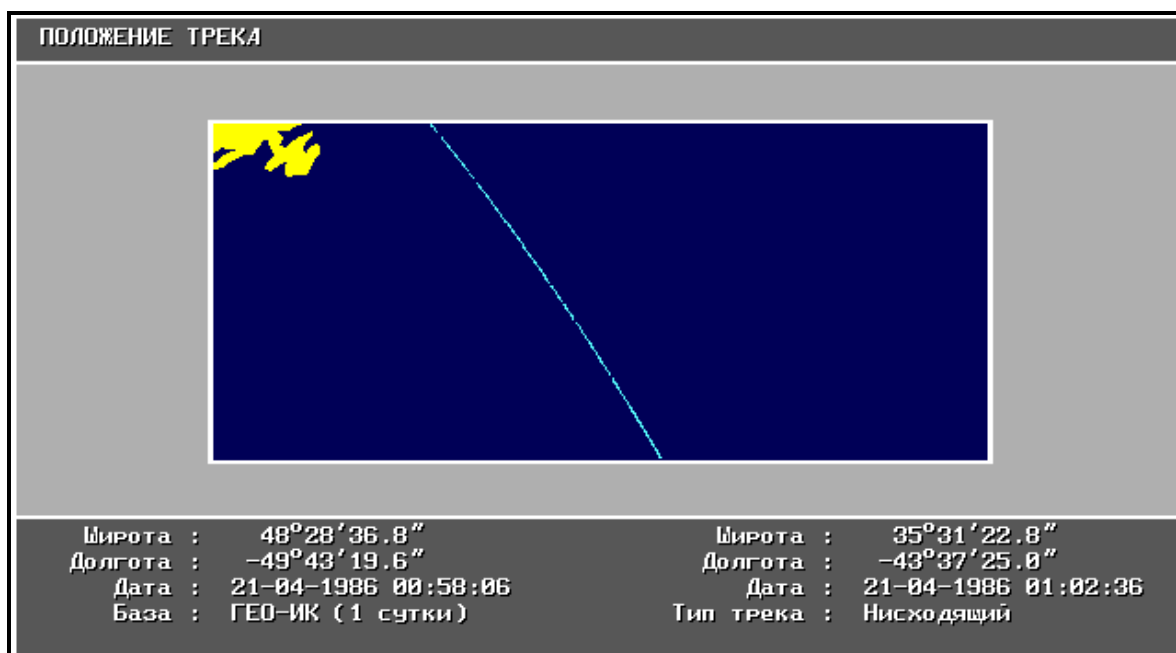 ПОЛОЖЕНИЕ ТРЕКА
Широта : 48°28'36.8" Широта : 35°31'22.8"
Долгота : -49°43'19.6" Долгота : -43°37'25.0"
Дата : 21-04-1986 00:58:06 Дата : 21-04-1986 01:02:36
База : ГЕО-ИК (1 сутки) Тип трека : Нисходящий